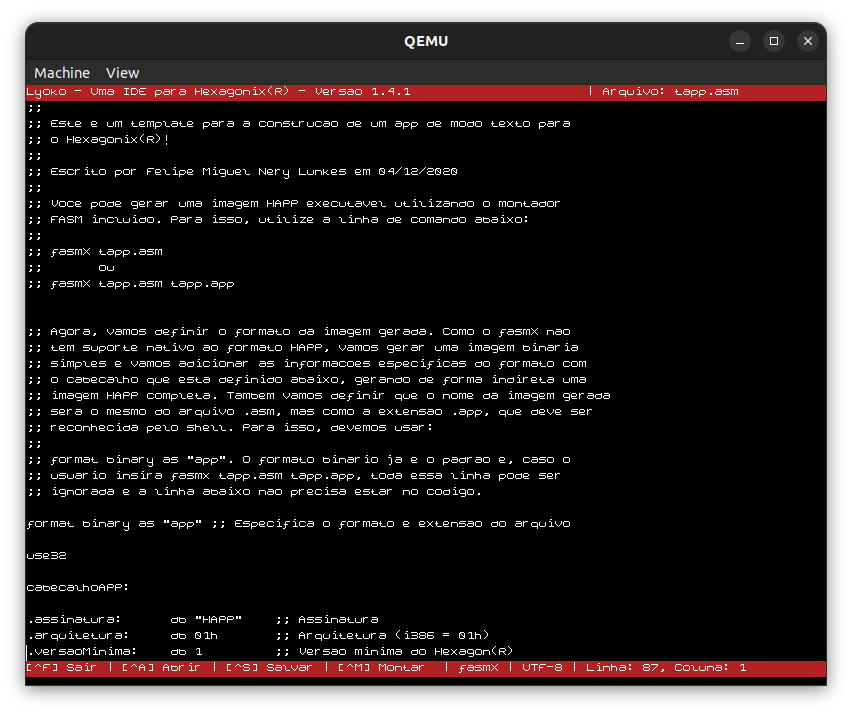 QEMU
Machine View
Lyoko - Uma IDE para Hexagonix(R) - Versao 1.4.1 | Arquivo: tapp.asm
;;
;; Este e um template para a construcao de um app de modo texto para
;; o Hexagonix(R)!
;;
;; Escrito por Felipe Miguel Nery Lunkes em 04/12/2020
;;
;; Voce pode gerar uma imagem HAPP executavel utilizando o montador
;; FASM incluido. Para isso, utilize a linha de comando abaixo:
;;
;; fasmX tapp.asm
;;       ou
;; fasmX tapp.asm tapp.app
;; Agora, vamos definir o formato da imagem gerada. Como o fasmX nao
;; tem suporte nativo ao formato HAPP, vamos gerar uma imagem binaria
;; simples e vamos adicionar as informacoes especificas do formato com
;; o cabecalho que esta definido abaixo, gerando de forma indireta uma
;; imagem HAPP completa. Tambem vamos definir que o nome da imagem gerada
;; sera o mesmo do arquivo .asm, mas como a extensao .app, que deve ser
;; reconhecida pelo shell. Para isso, devemos usar:
;;
;; format binary as "app". O formato binario ja e o padrao e, caso o
;; usuario insira fasmx tapp.asm tapp.app, toda essa linha pode ser
;; ignorada e a linha abaixo nao precisa estar no codigo.
format binary as "app" ;; Especifica o formato e extensao do arquivo
use32
cabecalhoAPP:
.assinatura:      db "HAPP"    ;; Assinatura
.arquitetura:     db 01h       ;; Arquitetura (i386 = 01h)
.versaoMinima:    db 1         ;; Versao minima do Hexagon(R)
[^F] Sair | [^A] Abrir | [^S] Salvar | [^M] Montar | fasmX | UTF-8 | Linha: 87, Coluna: 1